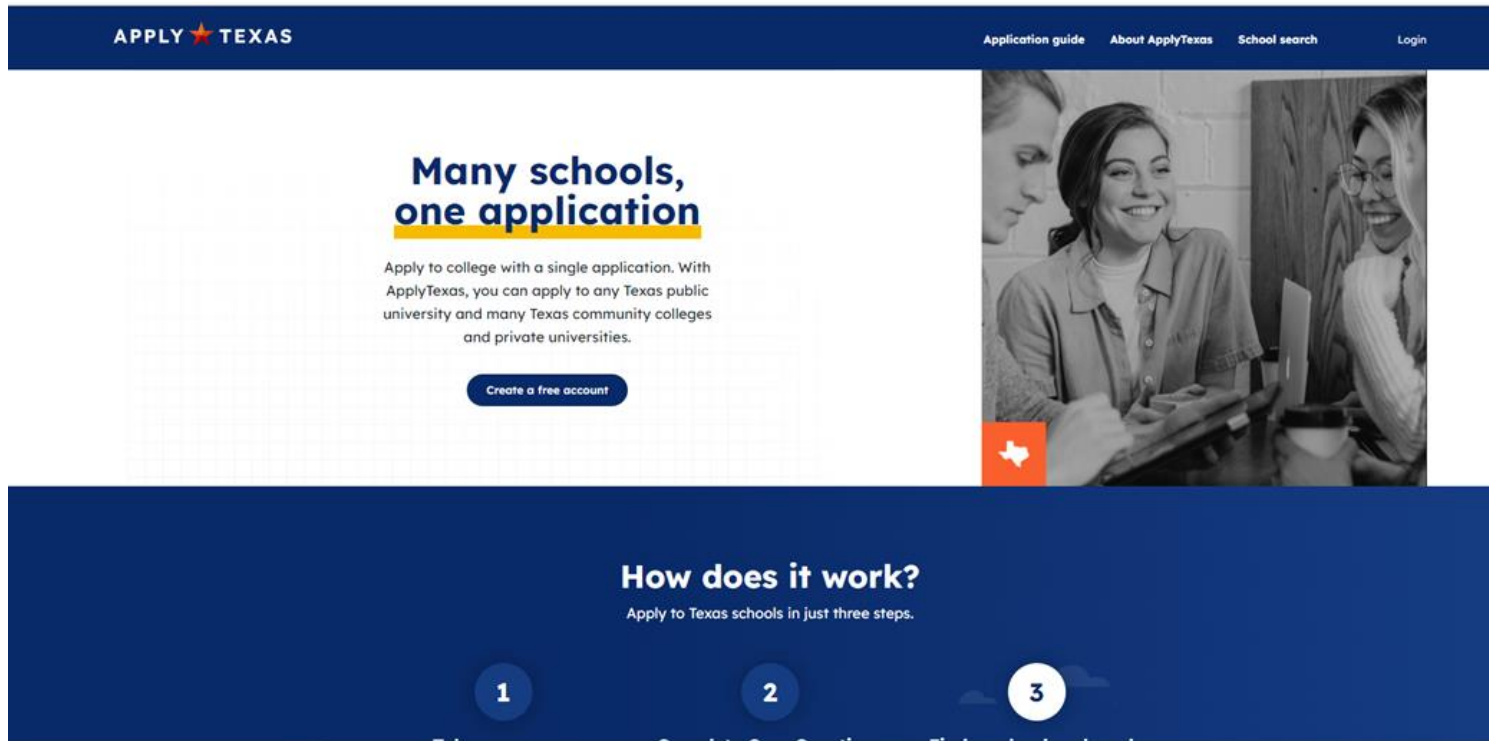 APPLY TEXAS
Application guide About ApplyTexas School search Login
Many schools,
one application
Apply to college with a single application. With
ApplyTexas, you can apply to any Texas public
university and many Texas community colleges
and private universities.
Create a free account
How does it work?
Apply to Texas schools in just three steps.
1 2 3